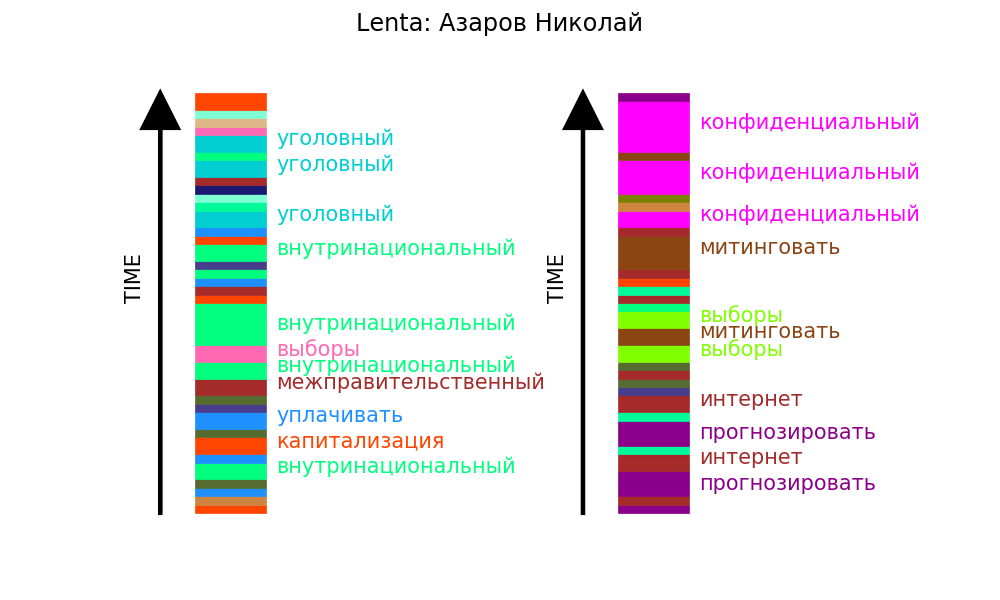 Lenta: Азаров Николай
TIME
уголовный
уголовный
уголовный
внутринациональный
внутринациональный
выборы
внутринациональный
межправительственный
уплачивать
капитализация
внутринациональный
TIME
конфиденциальный
конфиденциальный
конфиденциальный
митинговать
выборы
митинговать
выборы
интернет
прогнозировать
интернет
прогнозировать